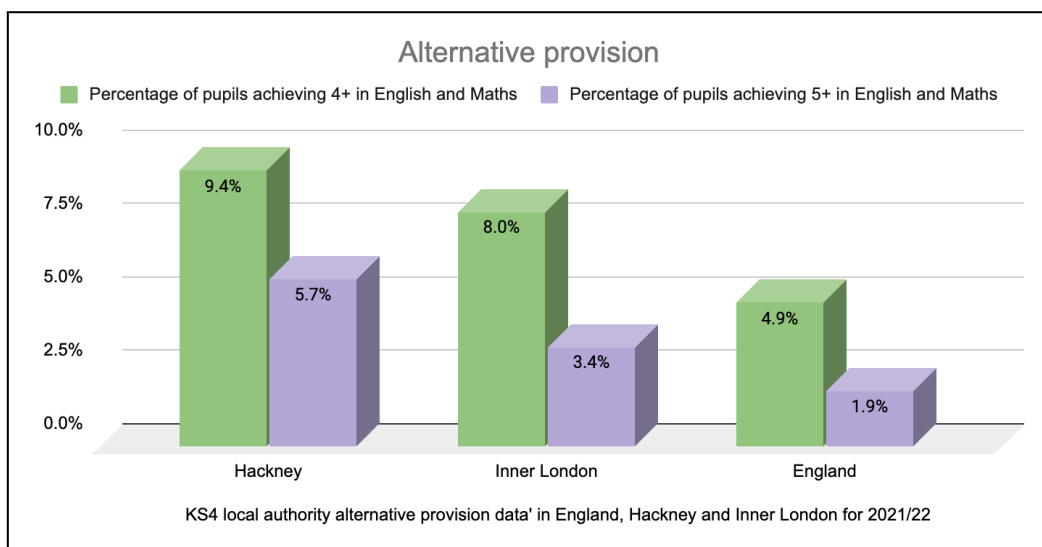 Alternative provision
Percentage of pupils achieving 4+ in English and Maths Percentage of pupils achieving 5+ in English and Maths
10.0%
7.5%
5.0%
2.5%
0.0%
9.4%
5.7%
8.0%
3.4%
4.9%
1.9%
Hackney Inner London England
KS4 local authority alternative provision data' in England, Hackney and Inner London for 2021/22